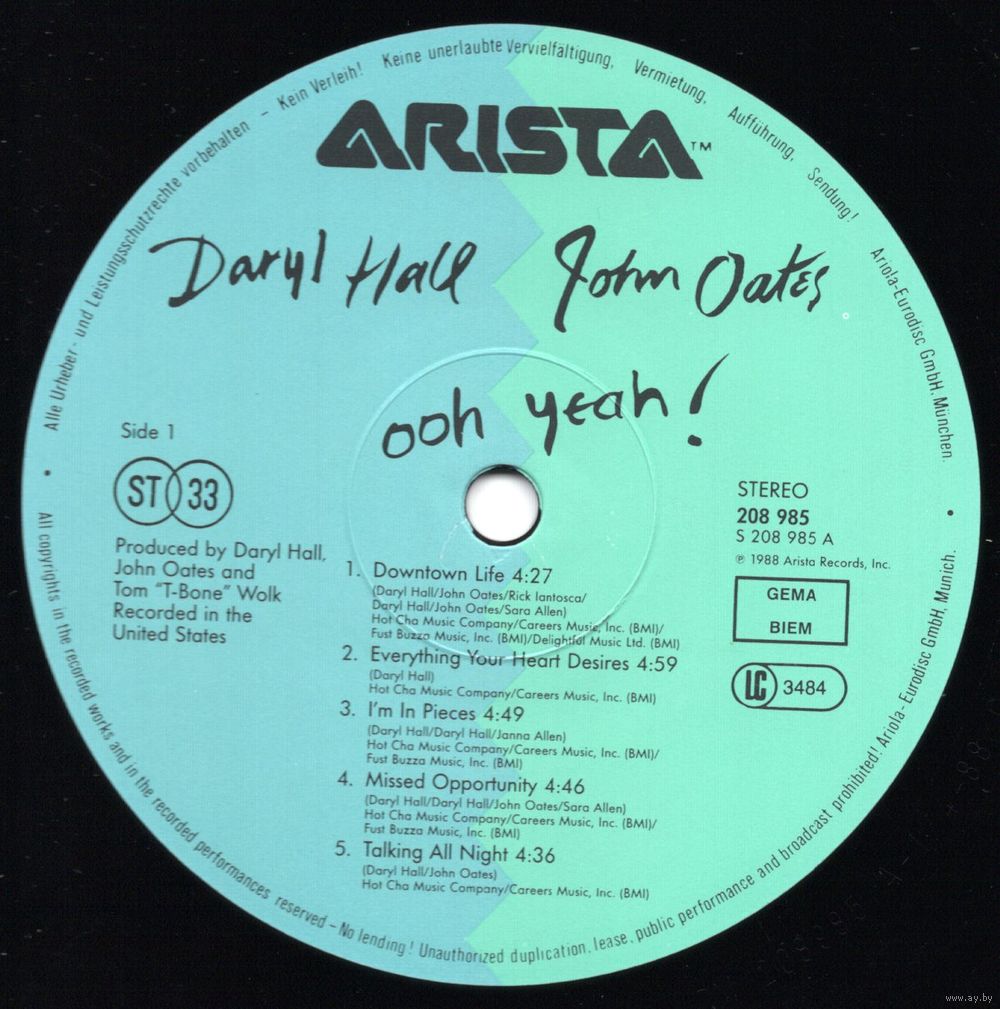 Alle Urheber- und Leistungsschutzrechte vorbehalten – Kein Verleih! Keine unerlaubte Vervielfältigung, Vermietung, Aufführung, Sendung! Ariola-Eurodisc GmbH, München.
ARISTA™
Daryl Hall John Oates
ooh yeah!
Side 1
ST 33
Produced by Daryl Hall,
John Oates and
Tom "T-Bone" Wolk
Recorded in the
United States
STEREO
208 985
S 208 985 A
℗ 1988 Arista Records, Inc.
GEMA
BIEM
LC 3484
1. Downtown Life 4:27
(Daryl Hall/John Oates/Rick Iantosca/
Daryl Hall/John Oates/Sara Allen)
Hot Cha Music Company/Careers Music, Inc. (BMI)/
Fust Buzza Music, Inc. (BMI)/Delightful Music Ltd. (BMI)
2. Everything Your Heart Desires 4:59
(Daryl Hall)
Hot Cha Music Company/Careers Music, Inc. (BMI)
3. I'm In Pieces 4:49
(Daryl Hall/Daryl Hall/Janna Allen)
Hot Cha Music Company/Careers Music, Inc. (BMI)/
Fust Buzza Music, Inc. (BMI)
4. Missed Opportunity 4:46
(Daryl Hall/Daryl Hall/John Oates/Sara Allen)
Hot Cha Music Company/Careers Music, Inc. (BMI)/
Fust Buzza Music, Inc. (BMI)
5. Talking All Night 4:36
(Daryl Hall/John Oates)
Hot Cha Music Company/Careers Music, Inc. (BMI)
All copyrights in the recorded works and in the recorded performances reserved – No lending! Unauthorized duplication, lease, public performance and broadcast prohibited! Ariola-Eurodisc GmbH, Munich.
www.ay.by